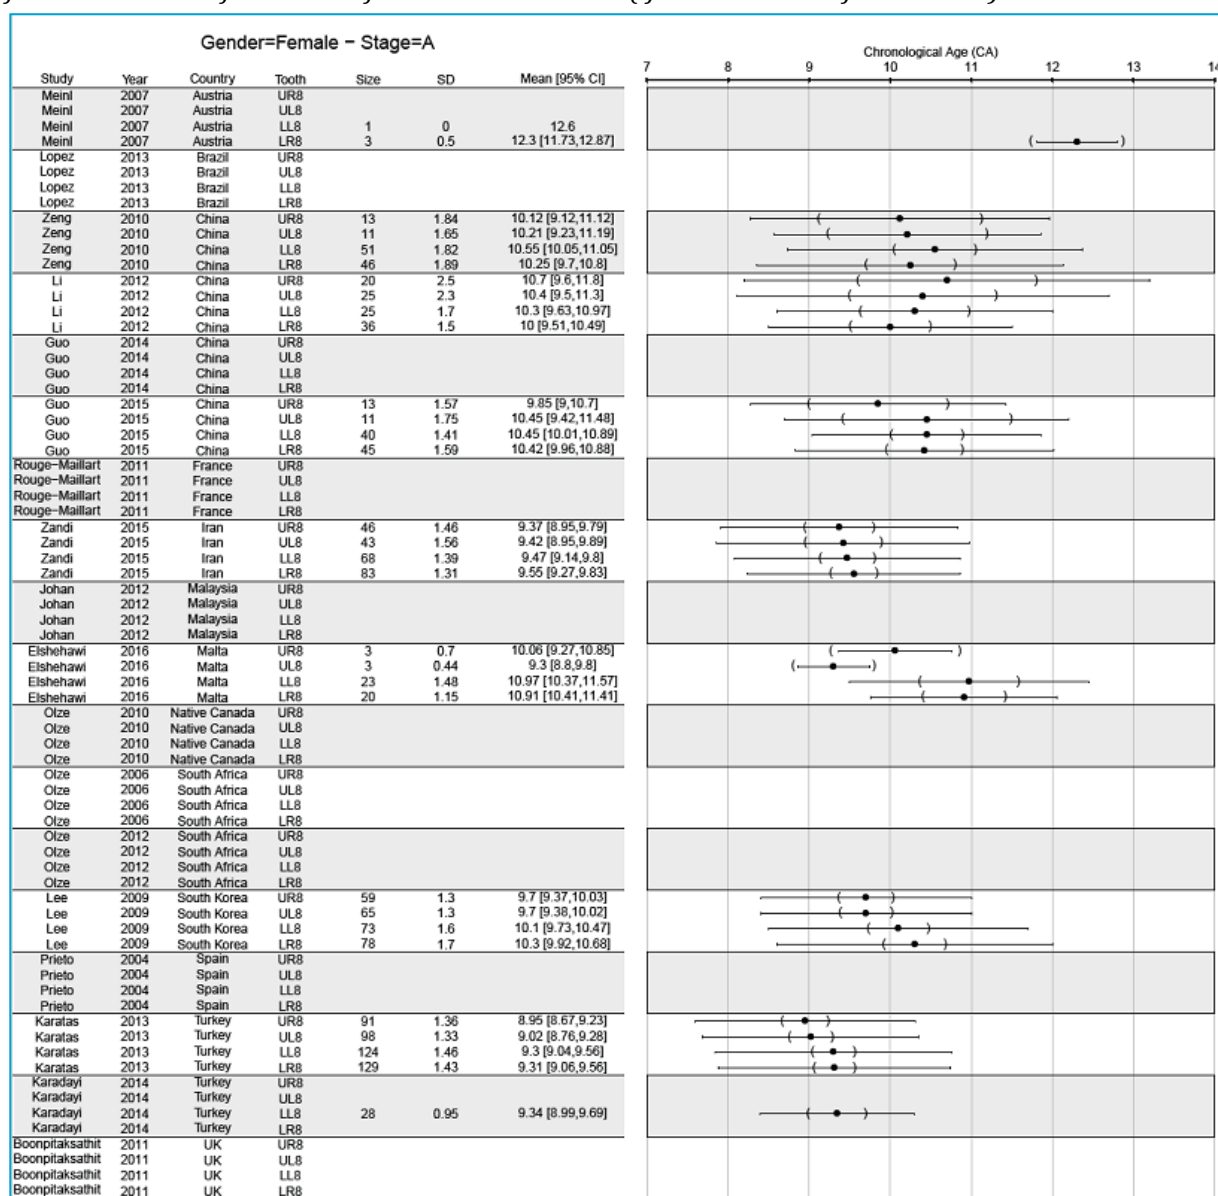 Gender=Female − Stage=A
Chronological Age (CA)
Study Year Country Tooth Size SD Mean [95% CI] 7 8 9 10 11 12 13 14
Meinl 2007 Austria UR8
Meinl 2007 Austria UL8
Meinl 2007 Austria LL8 1 0 12.6
Meinl 2007 Austria LR8 3 0.5 12.3 [11.73,12.87]
Lopez 2013 Brazil UR8
Lopez 2013 Brazil UL8
Lopez 2013 Brazil LL8
Lopez 2013 Brazil LR8
Zeng 2010 China UR8 13 1.84 10.12 [9.12,11.12]
Zeng 2010 China UL8 11 1.65 10.21 [9.23,11.19]
Zeng 2010 China LL8 51 1.82 10.55 [10.05,11.05]
Zeng 2010 China LR8 46 1.89 10.25 [9.7,10.8]
Li 2012 China UR8 20 2.5 10.7 [9.6,11.8]
Li 2012 China UL8 25 2.3 10.4 [9.5,11.3]
Li 2012 China LL8 25 1.7 10.3 [9.63,10.97]
Li 2012 China LR8 36 1.5 10 [9.51,10.49]
Guo 2014 China UR8
Guo 2014 China UL8
Guo 2014 China LL8
Guo 2014 China LR8
Guo 2015 China UR8 13 1.57 9.85 [9,10.7]
Guo 2015 China UL8 11 1.75 10.45 [9.42,11.48]
Guo 2015 China LL8 40 1.41 10.45 [10.01,10.89]
Guo 2015 China LR8 45 1.59 10.42 [9.96,10.88]
Rouge−Maillart 2011 France UR8
Rouge−Maillart 2011 France UL8
Rouge−Maillart 2011 France LL8
Rouge−Maillart 2011 France LR8
Zandi 2015 Iran UR8 46 1.46 9.37 [8.95,9.79]
Zandi 2015 Iran UL8 43 1.56 9.42 [8.95,9.89]
Zandi 2015 Iran LL8 68 1.39 9.47 [9.14,9.8]
Zandi 2015 Iran LR8 83 1.31 9.55 [9.27,9.83]
Johan 2012 Malaysia UR8
Johan 2012 Malaysia UL8
Johan 2012 Malaysia LL8
Johan 2012 Malaysia LR8
Elshehawi 2016 Malta UR8 3 0.7 10.06 [9.27,10.85]
Elshehawi 2016 Malta UL8 3 0.44 9.3 [8.8,9.8]
Elshehawi 2016 Malta LL8 23 1.48 10.97 [10.37,11.57]
Elshehawi 2016 Malta LR8 20 1.15 10.91 [10.41,11.41]
Olze 2010 Native Canada UR8
Olze 2010 Native Canada UL8
Olze 2010 Native Canada LL8
Olze 2010 Native Canada LR8
Olze 2006 South Africa UR8
Olze 2006 South Africa UL8
Olze 2006 South Africa LL8
Olze 2006 South Africa LR8
Olze 2012 South Africa UR8
Olze 2012 South Africa UL8
Olze 2012 South Africa LL8
Olze 2012 South Africa LR8
Lee 2009 South Korea UR8 59 1.3 9.7 [9.37,10.03]
Lee 2009 South Korea UL8 65 1.3 9.7 [9.38,10.02]
Lee 2009 South Korea LL8 73 1.6 10.1 [9.73,10.47]
Lee 2009 South Korea LR8 78 1.7 10.3 [9.92,10.68]
Prieto 2004 Spain UR8
Prieto 2004 Spain UL8
Prieto 2004 Spain LL8
Prieto 2004 Spain LR8
Karatas 2013 Turkey UR8 91 1.36 8.95 [8.67,9.23]
Karatas 2013 Turkey UL8 98 1.33 9.02 [8.76,9.28]
Karatas 2013 Turkey LL8 124 1.46 9.3 [9.04,9.56]
Karatas 2013 Turkey LR8 129 1.43 9.31 [9.06,9.56]
Karadayi 2014 Turkey UR8
Karadayi 2014 Turkey UL8
Karadayi 2014 Turkey LL8 28 0.95 9.34 [8.99,9.69]
Karadayi 2014 Turkey LR8
Boonpitaksathit 2011 UK UR8
Boonpitaksathit 2011 UK UL8
Boonpitaksathit 2011 UK LL8
Boonpitaksathit 2011 UK LR8